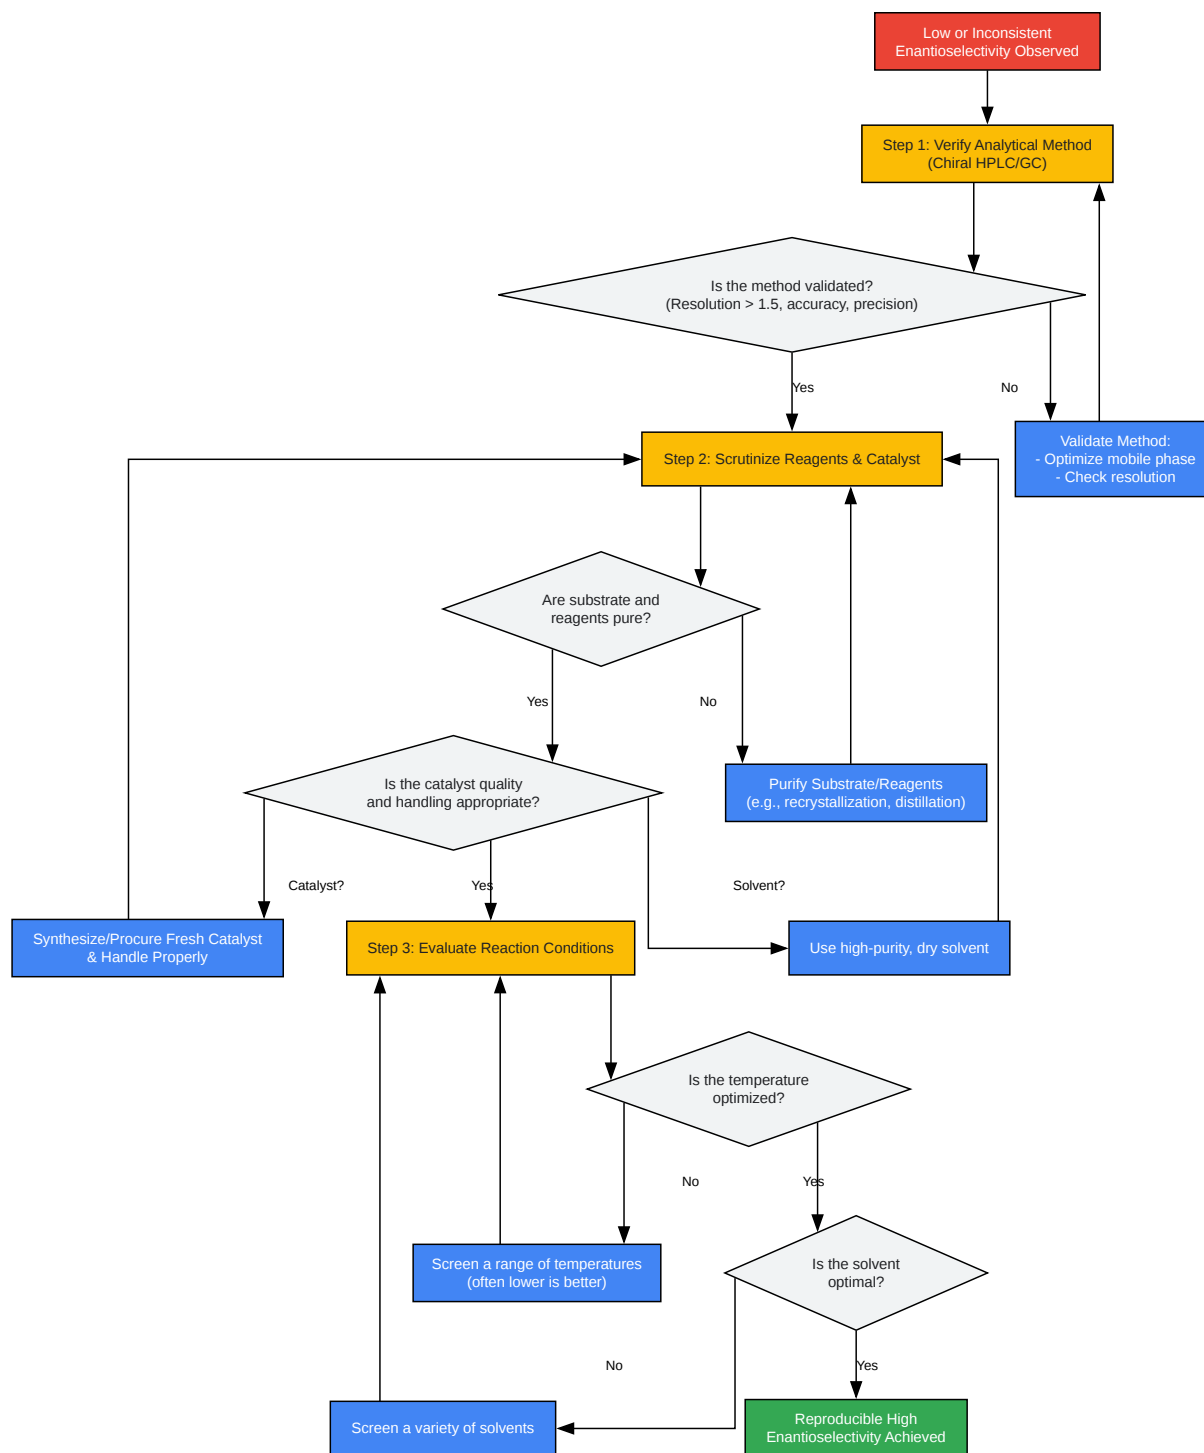 Low or Inconsistent
Enantioselectivity Observed
Step 1: Verify Analytical Method
(Chiral HPLC/GC)
Is the method validated?
(Resolution > 1.5, accuracy, precision)
Yes
No
Validate Method:
- Optimize mobile phase
- Check resolution
Step 2: Scrutinize Reagents & Catalyst
Are substrate and
reagents pure?
Yes
No
Is the catalyst quality
and handling appropriate?
Purify Substrate/Reagents
(e.g., recrystallization, distillation)
Catalyst?
Yes
Solvent?
Synthesize/Procure Fresh Catalyst
& Handle Properly
Step 3: Evaluate Reaction Conditions
Use high-purity, dry solvent
Is the temperature
optimized?
No
Yes
Screen a range of temperatures
(often lower is better)
Is the solvent
optimal?
No
Yes
Screen a variety of solvents
Reproducible High
Enantioselectivity Achieved